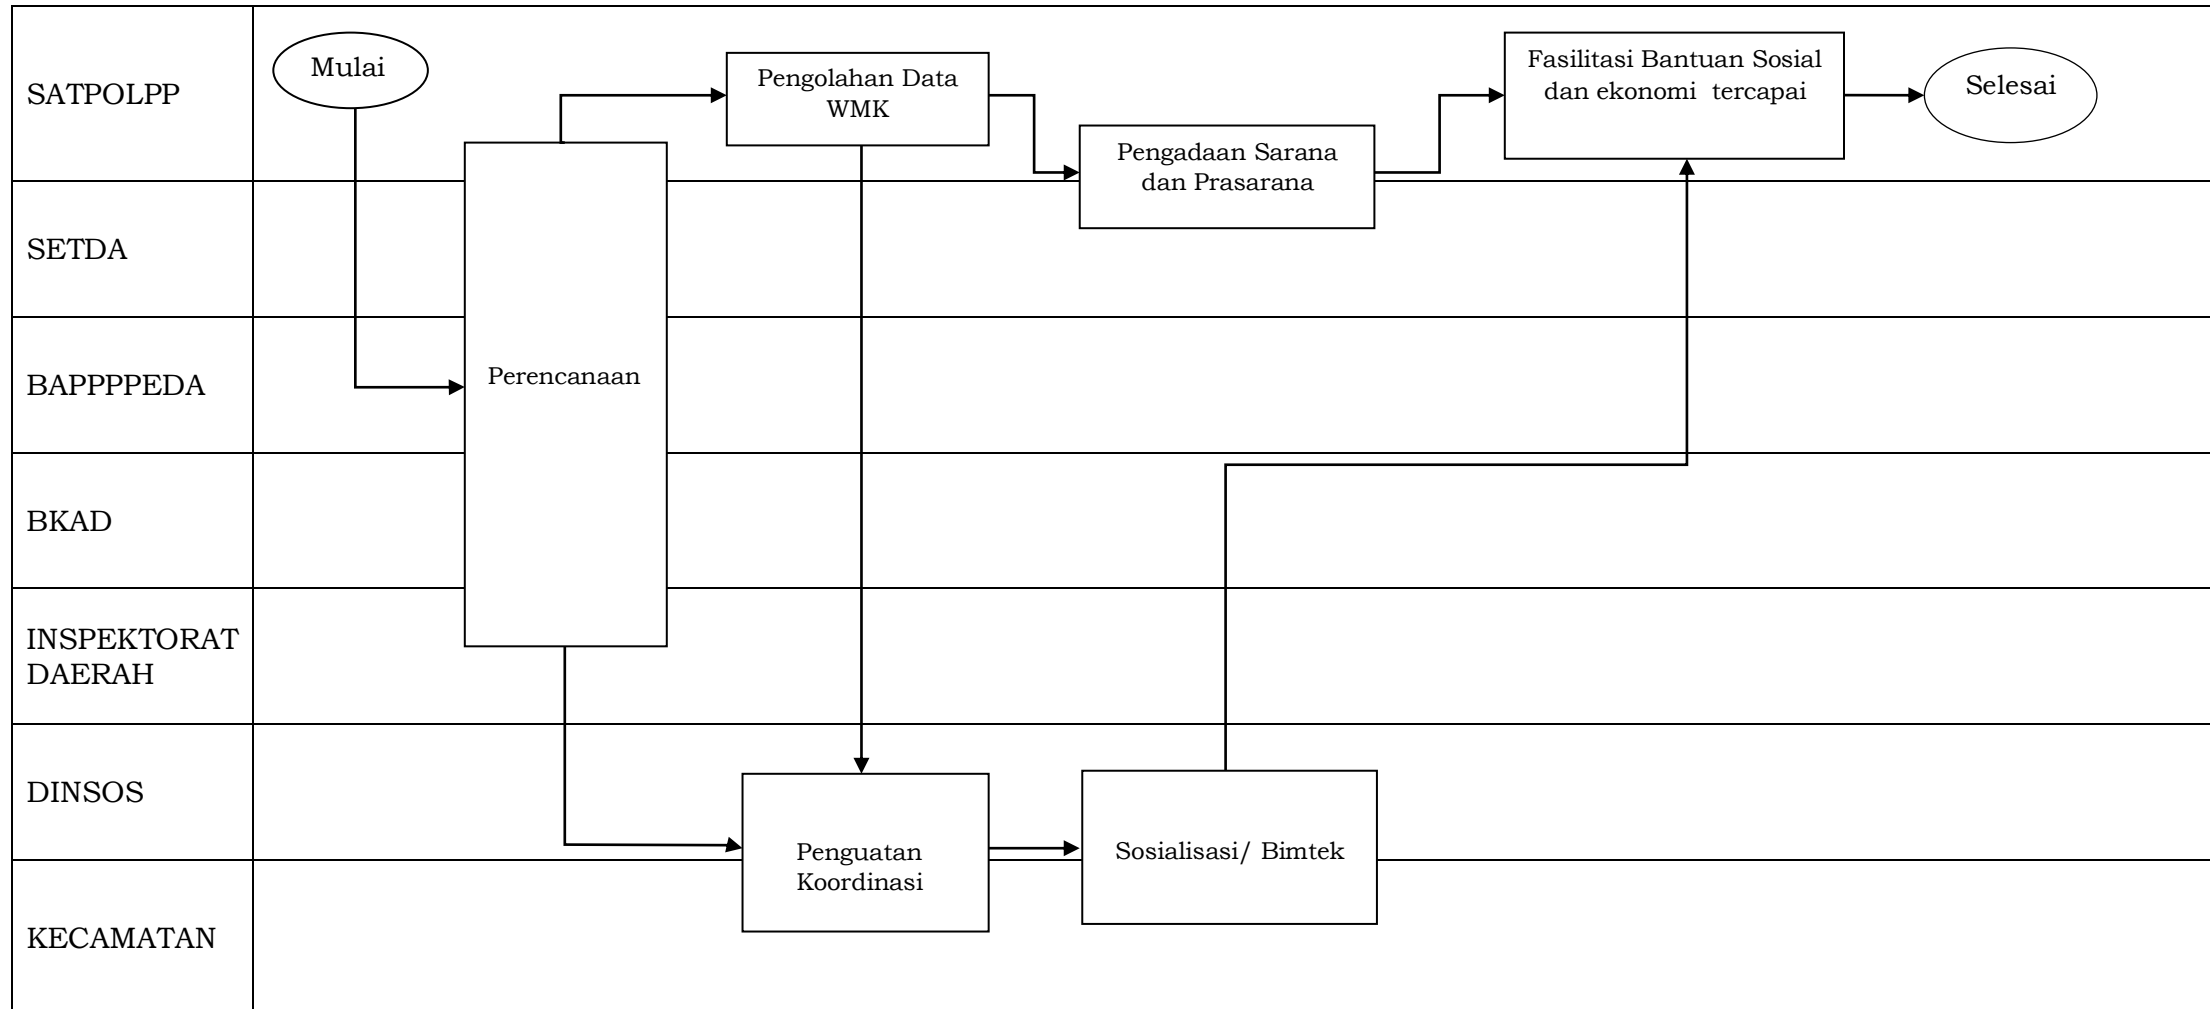 SATPOLPP
Mulai
Pengolahan Data
WMK
Pengadaan Sarana
dan Prasarana
Fasilitasi Bantuan Sosial
dan ekonomi  tercapai
Selesai
SETDA
BAPPPPEDA
Perencanaan
BKAD
INSPEKTORAT
DAERAH
DINSOS
Penguatan
Koordinasi
Sosialisasi/ Bimtek
KECAMATAN